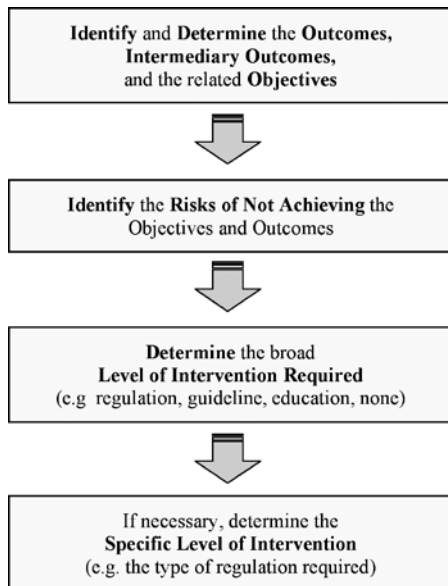 Identify and Determine the Outcomes,
Intermediary Outcomes,
and the related Objectives
Identify the Risks of Not Achieving the
Objectives and Outcomes
Determine the broad
Level of Intervention Required
(e.g regulation, guideline, education, none)
If necessary, determine the
Specific Level of Intervention
(e.g. the type of regulation required)